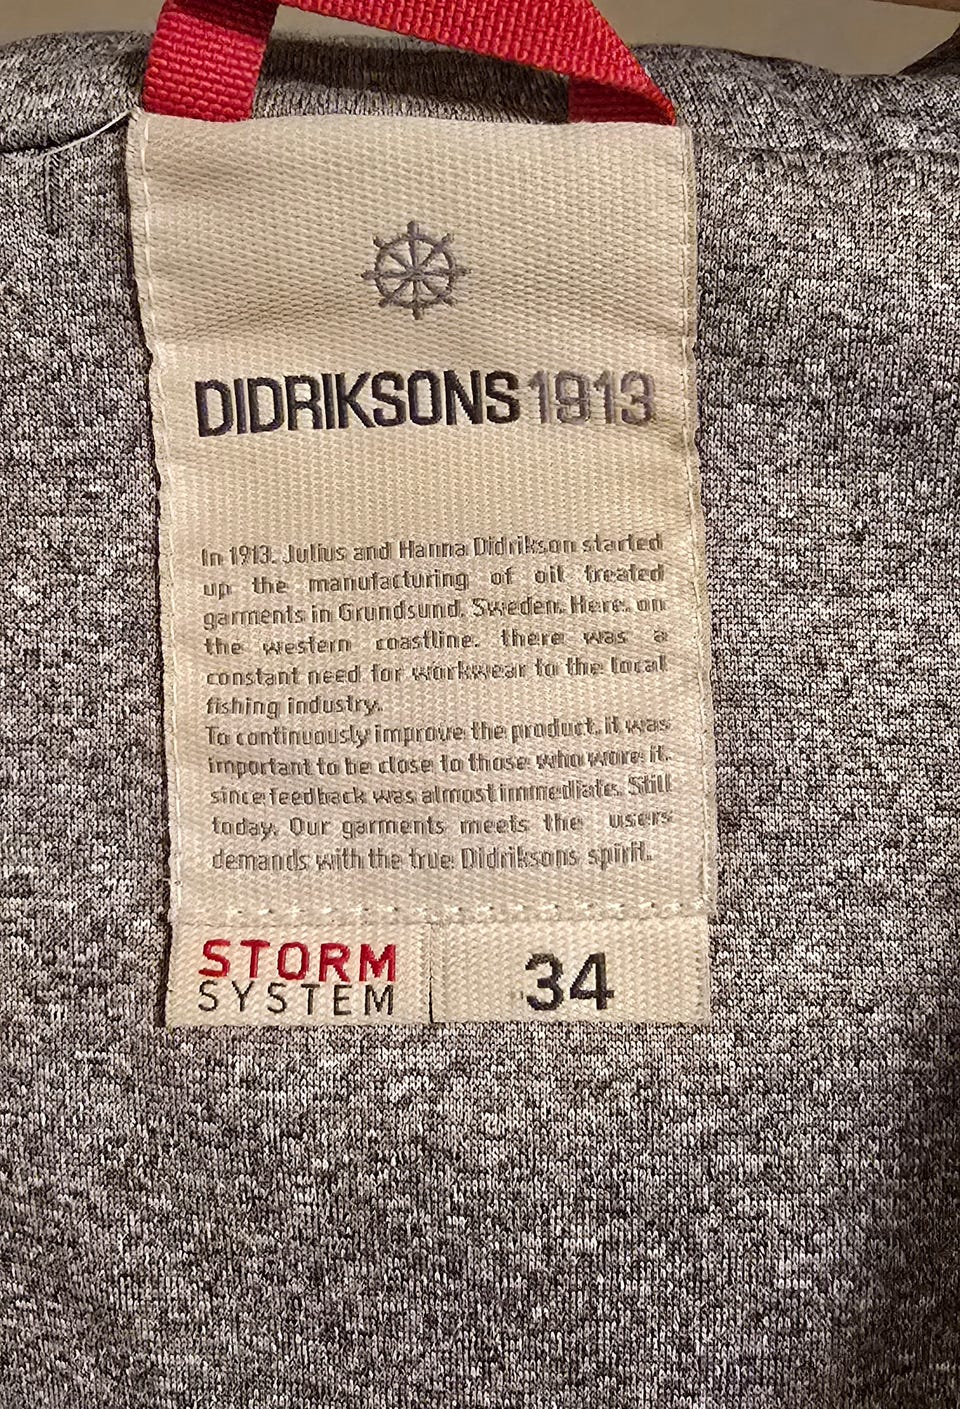 DIDRIKSONS1913
In 1913. Julius and Hanna Didrikson started
up the manufacturing of oil treated
garments in Grundsund. Sweden. Here. on
the western coastline. there was a
constant need for workwear to the local
fishing industry.
To continuously improve the product. it was
important to be close to those who wore it.
since feedback was almost immediate. Still
today. Our garments meets the users
demands with the true Didriksons spirit.
STORM
SYSTEM
34